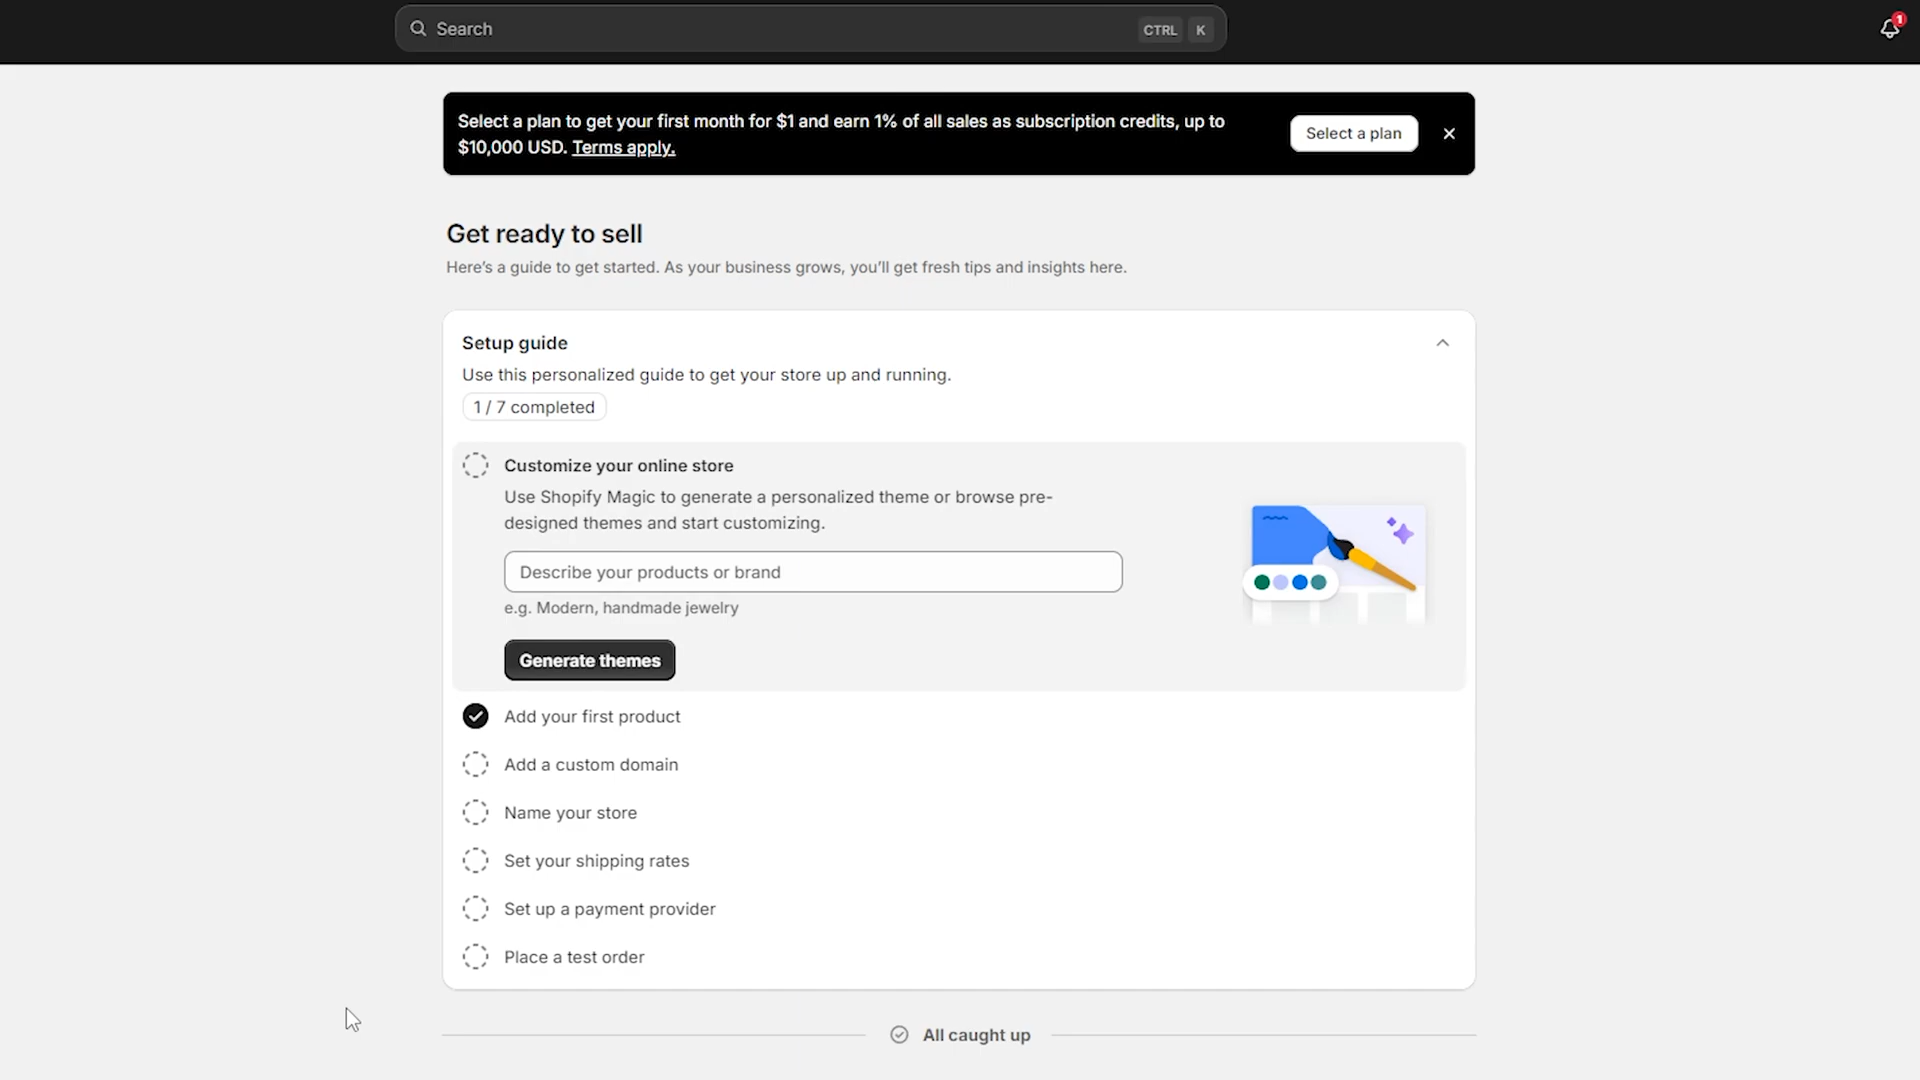 Search
CTRL K
1
Select a plan to get your first month for $1 and earn 1% of all sales as subscription credits, up to
$10,000 USD. Terms apply.
Select a plan
Get ready to sell
Here's a guide to get started. As your business grows, you'll get fresh tips and insights here.
Setup guide
Use this personalized guide to get your store up and running.
1 / 7 completed
Customize your online store
Use Shopify Magic to generate a personalized theme or browse pre-
designed themes and start customizing.
Describe your products or brand
e.g. Modern, handmade jewelry
Generate themes
Add your first product
Add a custom domain
Name your store
Set your shipping rates
Set up a payment provider
Place a test order
All caught up